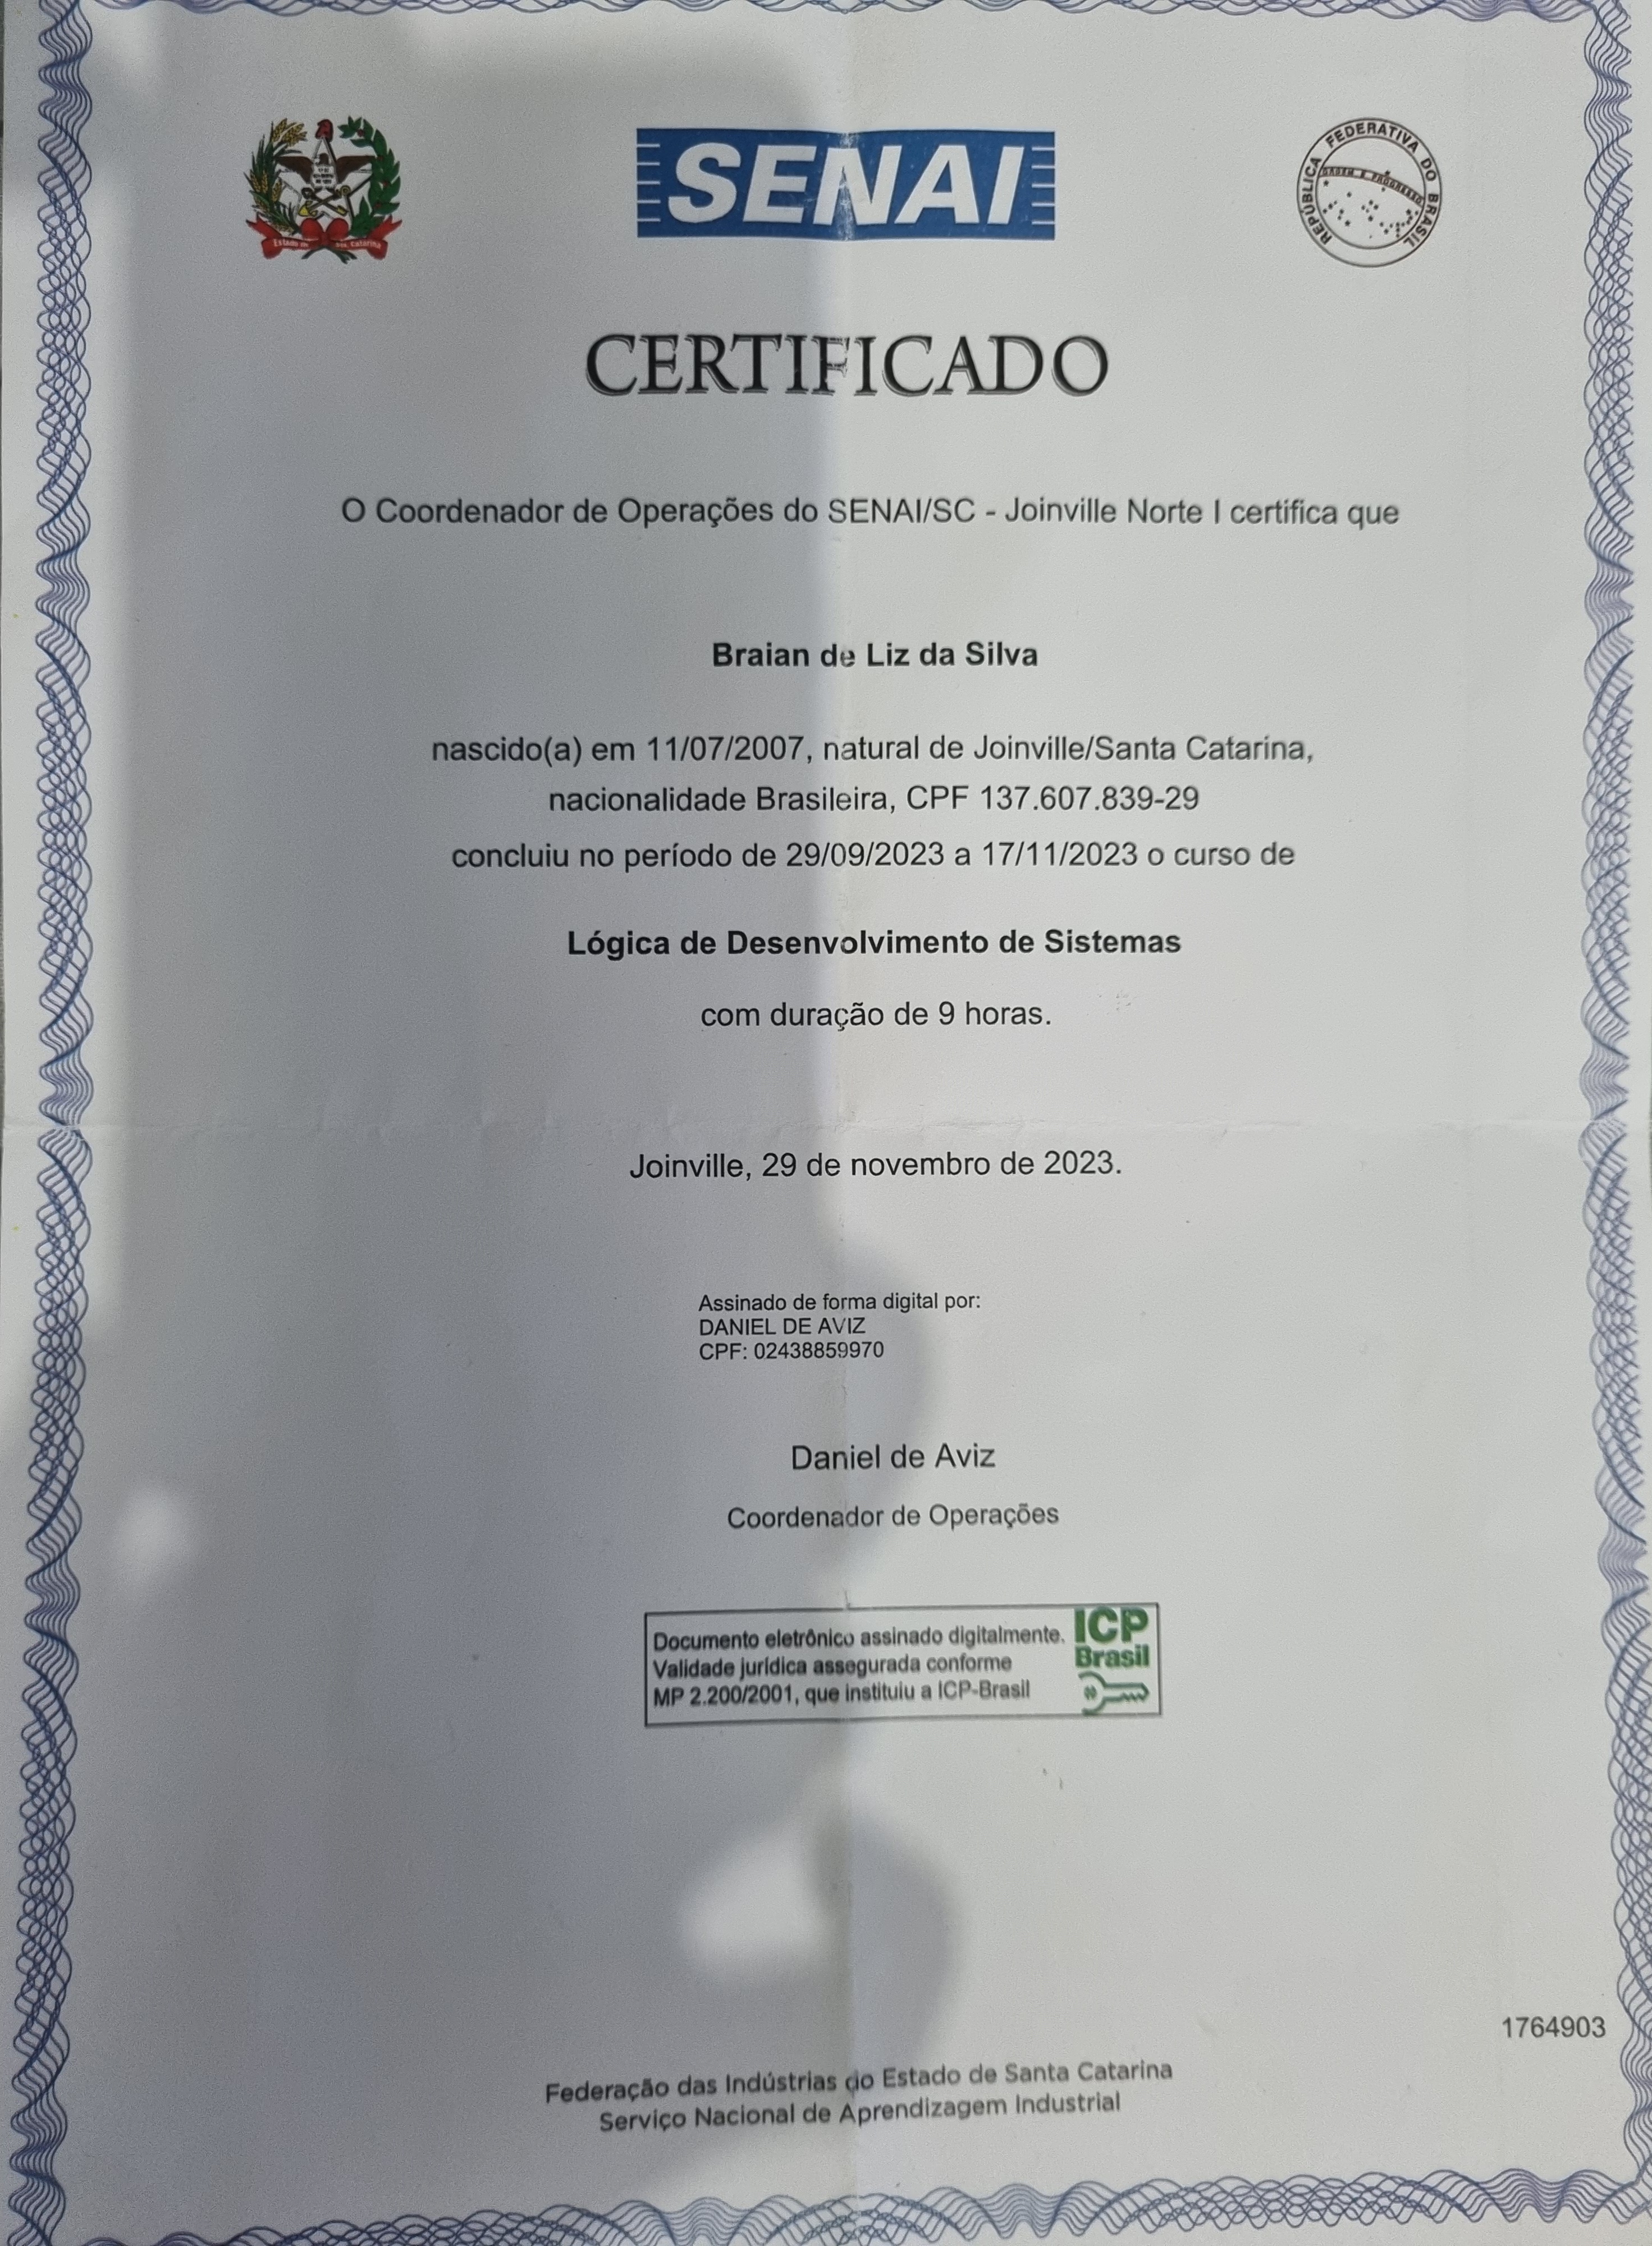 Estado de Sta. Catarina
SENAI
REPÚBLICA FEDERATIVA DO BRASIL
ORDEM E PROGRESSO
CERTIFICADO
O Coordenador de Operações do SENAI/SC - Joinville Norte I certifica que
Braian de Liz da Silva
nascido(a) em 11/07/2007, natural de Joinville/Santa Catarina,
nacionalidade Brasileira, CPF 137.607.839-29
concluiu no período de 29/09/2023 a 17/11/2023 o curso de
Lógica de Desenvolvimento de Sistemas
com duração de 9 horas.
Joinville, 29 de novembro de 2023.
Assinado de forma digital por:
DANIEL DE AVIZ
CPF: 02438859970
Daniel de Aviz
Coordenador de Operações
Documento eletrônico assinado digitalmente.
Validade jurídica assegurada conforme
MP 2.200/2001, que instituiu a ICP-Brasil
ICP
Brasil
1764903
Federação das Indústrias do Estado de Santa Catarina
Serviço Nacional de Aprendizagem Industrial